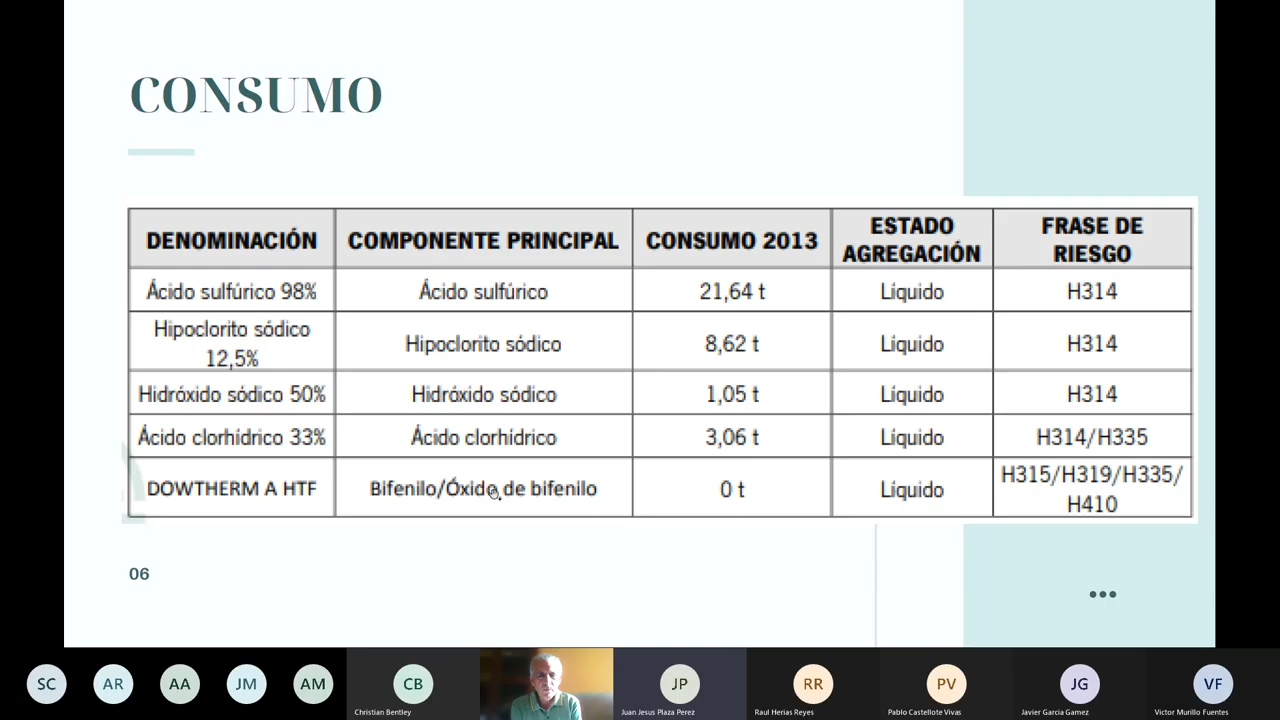 CONSUMO
DENOMINACIÓN COMPONENTE PRINCIPAL CONSUMO 2013 ESTADO AGREGACIÓN FRASE DE RIESGO
Ácido sulfúrico 98% Ácido sulfúrico 21,64 t Líquido H314
Hipoclorito sódico 12,5% Hipoclorito sódico 8,62 t Líquido H314
Hidróxido sódico 50% Hidróxido sódico 1,05 t Líquido H314
Ácido clorhídrico 33% Ácido clorhídrico 3,06 t Líquido H314/H335
DOWTHERM A HTF Bifenilo/Óxido de bifenilo 0 t Líquido H315/H319/H335/H410
06
SC AR AA JM AM CB JP RR PV JG VF
Christian Bentley Juan Jesus Plaza Perez Raul Herias Reyes Pablo Castellote Vivas Javier Garcia Gamez Victor Murillo Fuentes